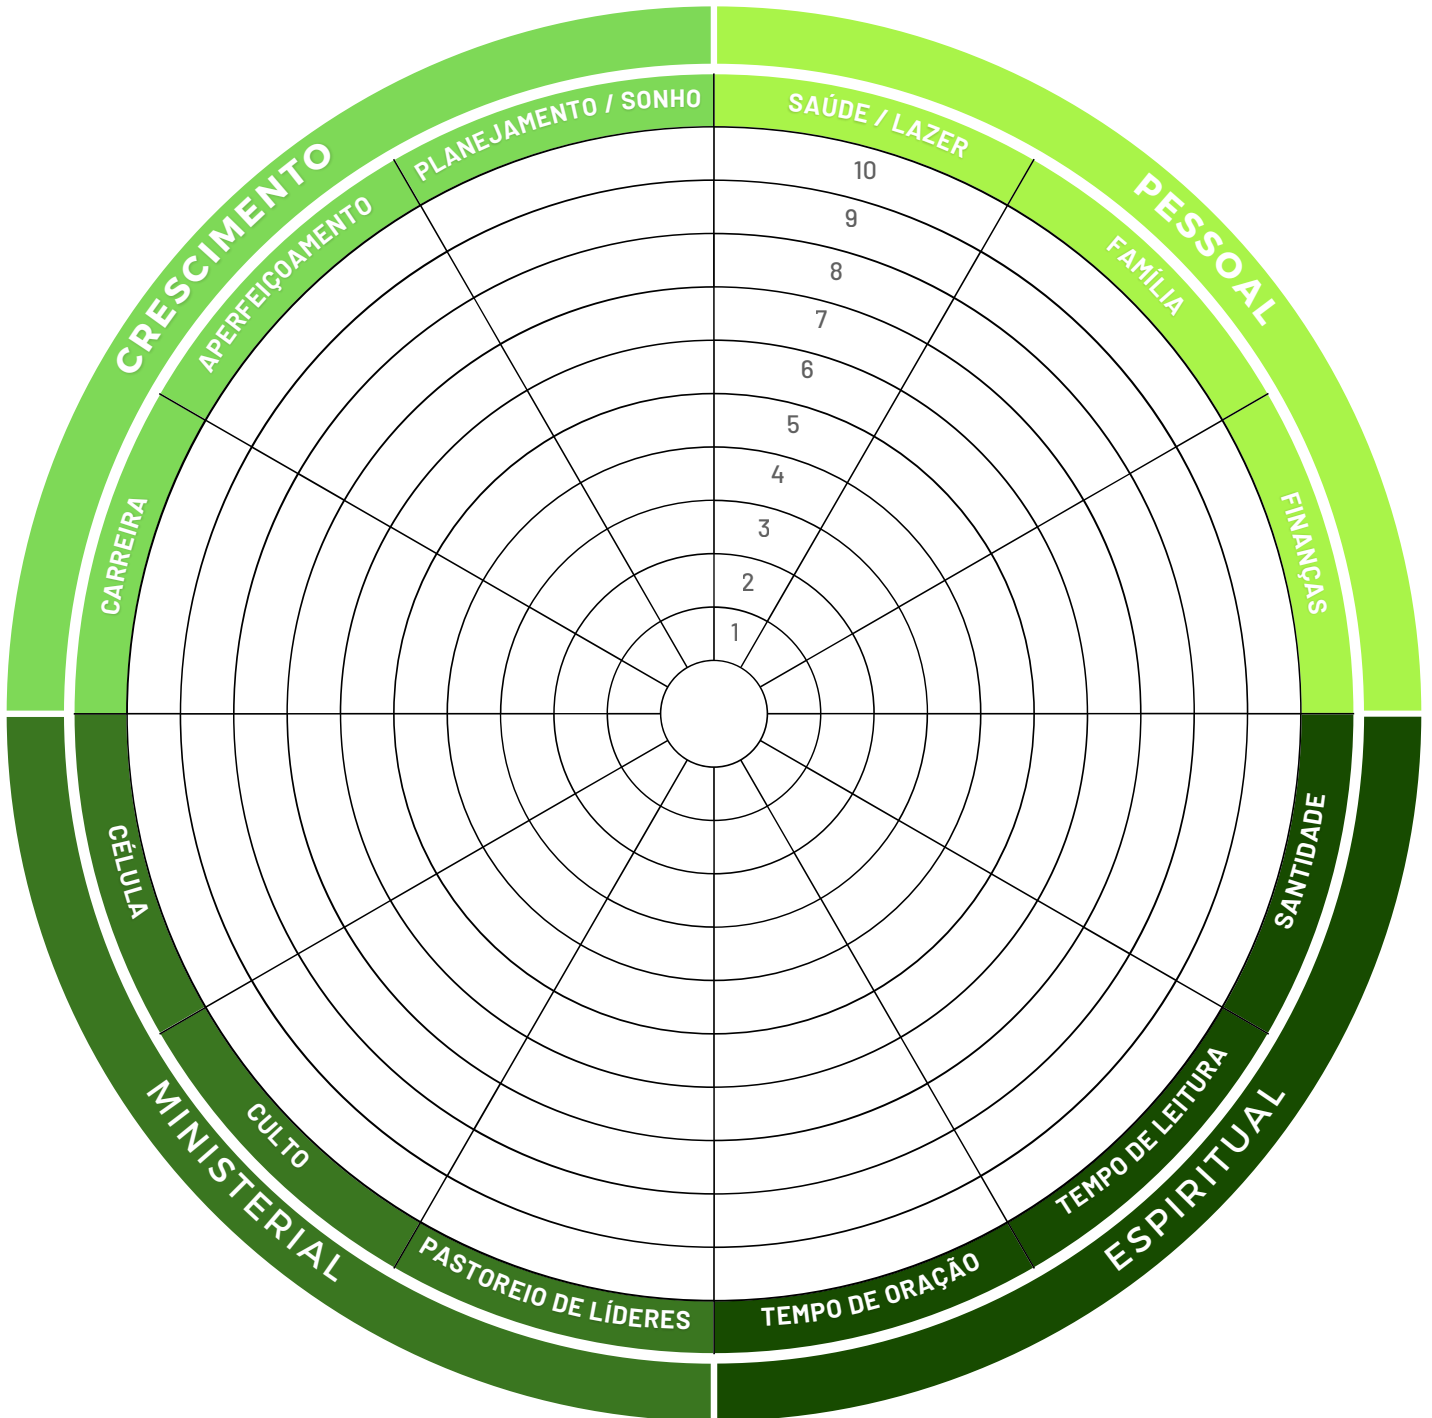 CRESCIMENTO
PESSOAL
PLANEJAMENTO / SONHO
SAÚDE / LAZER
APERFEIÇOAMENTO
FAMÍLIA
CARREIRA
FINANÇAS
10
9
8
7
6
5
4
3
2
1
CÉLULA
SANTIDADE
CULTO
TEMPO DE LEITURA
PASTOREIO DE LÍDERES
TEMPO DE ORAÇÃO
MINISTERIAL
ESPIRITUAL